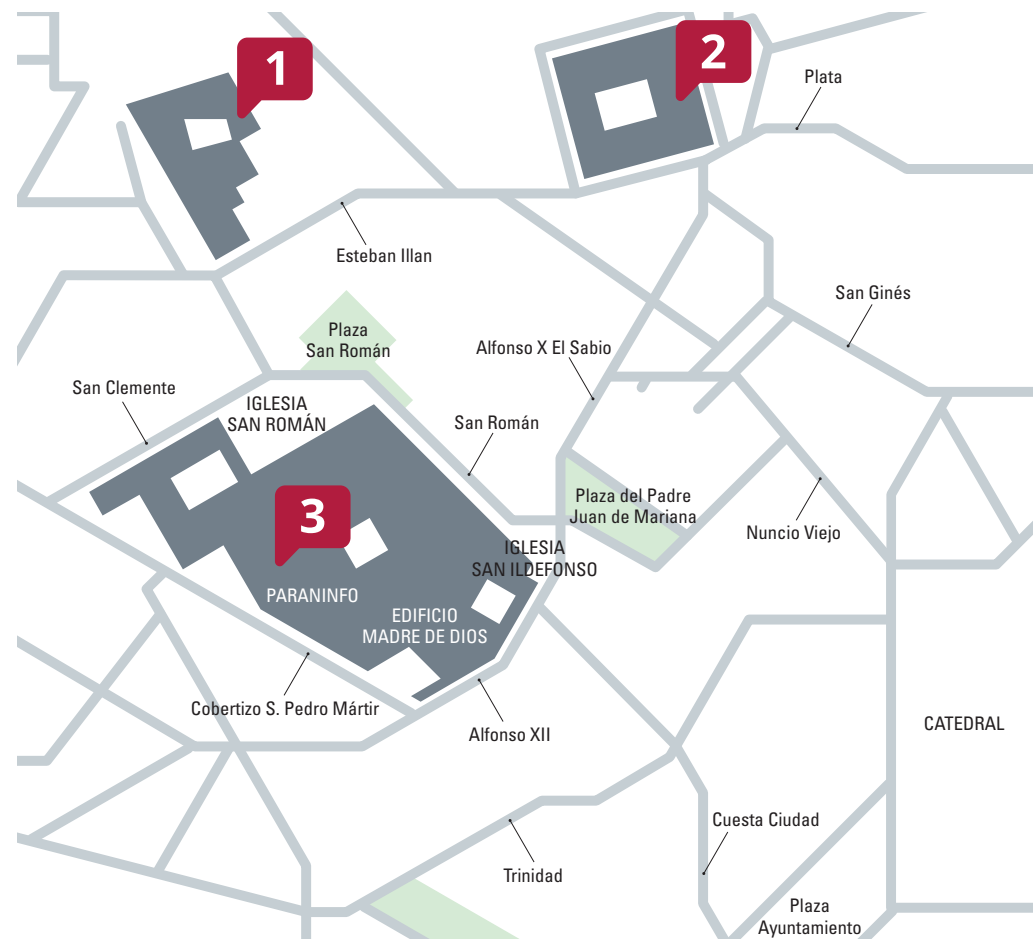 1
2
Plata
Esteban Illan
San Ginés
Plaza
San Román
Alfonso X El Sabio
San Clemente
IGLESIA
SAN ROMÁN
San Román
Plaza del Padre
Juan de Mariana
3
Nuncio Viejo
IGLESIA
SAN ILDEFONSO
PARANINFO
EDIFICIO
MADRE DE DIOS
Cobertizo S. Pedro Mártir
Alfonso XII
CATEDRAL
Cuesta Ciudad
Trinidad
Plaza
Ayuntamiento